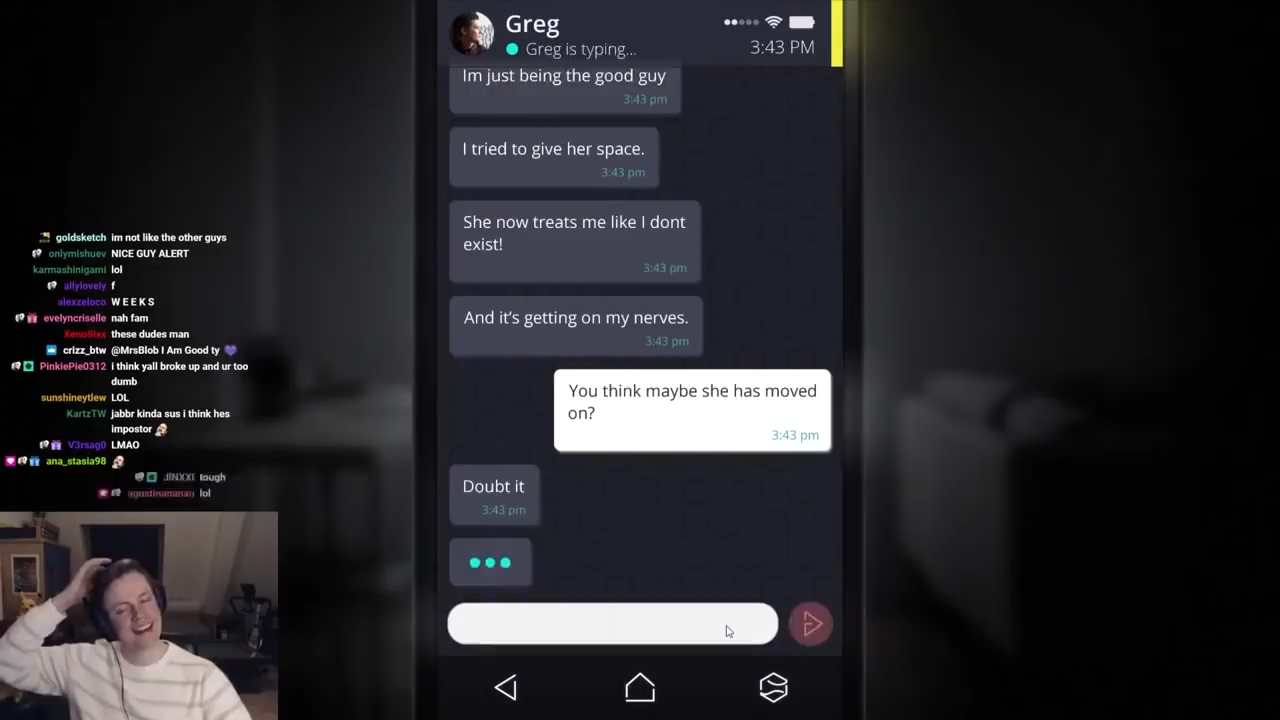 Greg
Greg is typing...
3:43 PM
Im just being the good guy
3:43 pm
I tried to give her space.
3:43 pm
She now treats me like I dont
exist!
3:43 pm
And it's getting on my nerves.
3:43 pm
You think maybe she has moved
on?
3:43 pm
Doubt it
3:43 pm
goldsketch im not like the other guys
onlymishuev NICE GUY ALERT
karmashinigami lol
allylovely f
alexzeloco W E E K S
evelyncriselle nah fam
XenoSixx these dudes man
crizz_btw @MrsBlob I Am Good ty
PinkiePie0312 i think yall broke up and ur too
dumb
sunshineytlew LOL
KartzTW jabbr kinda sus i think hes
impostor
V3rsag0 LMAO
ana_stasia98
JINXXI tough
lol